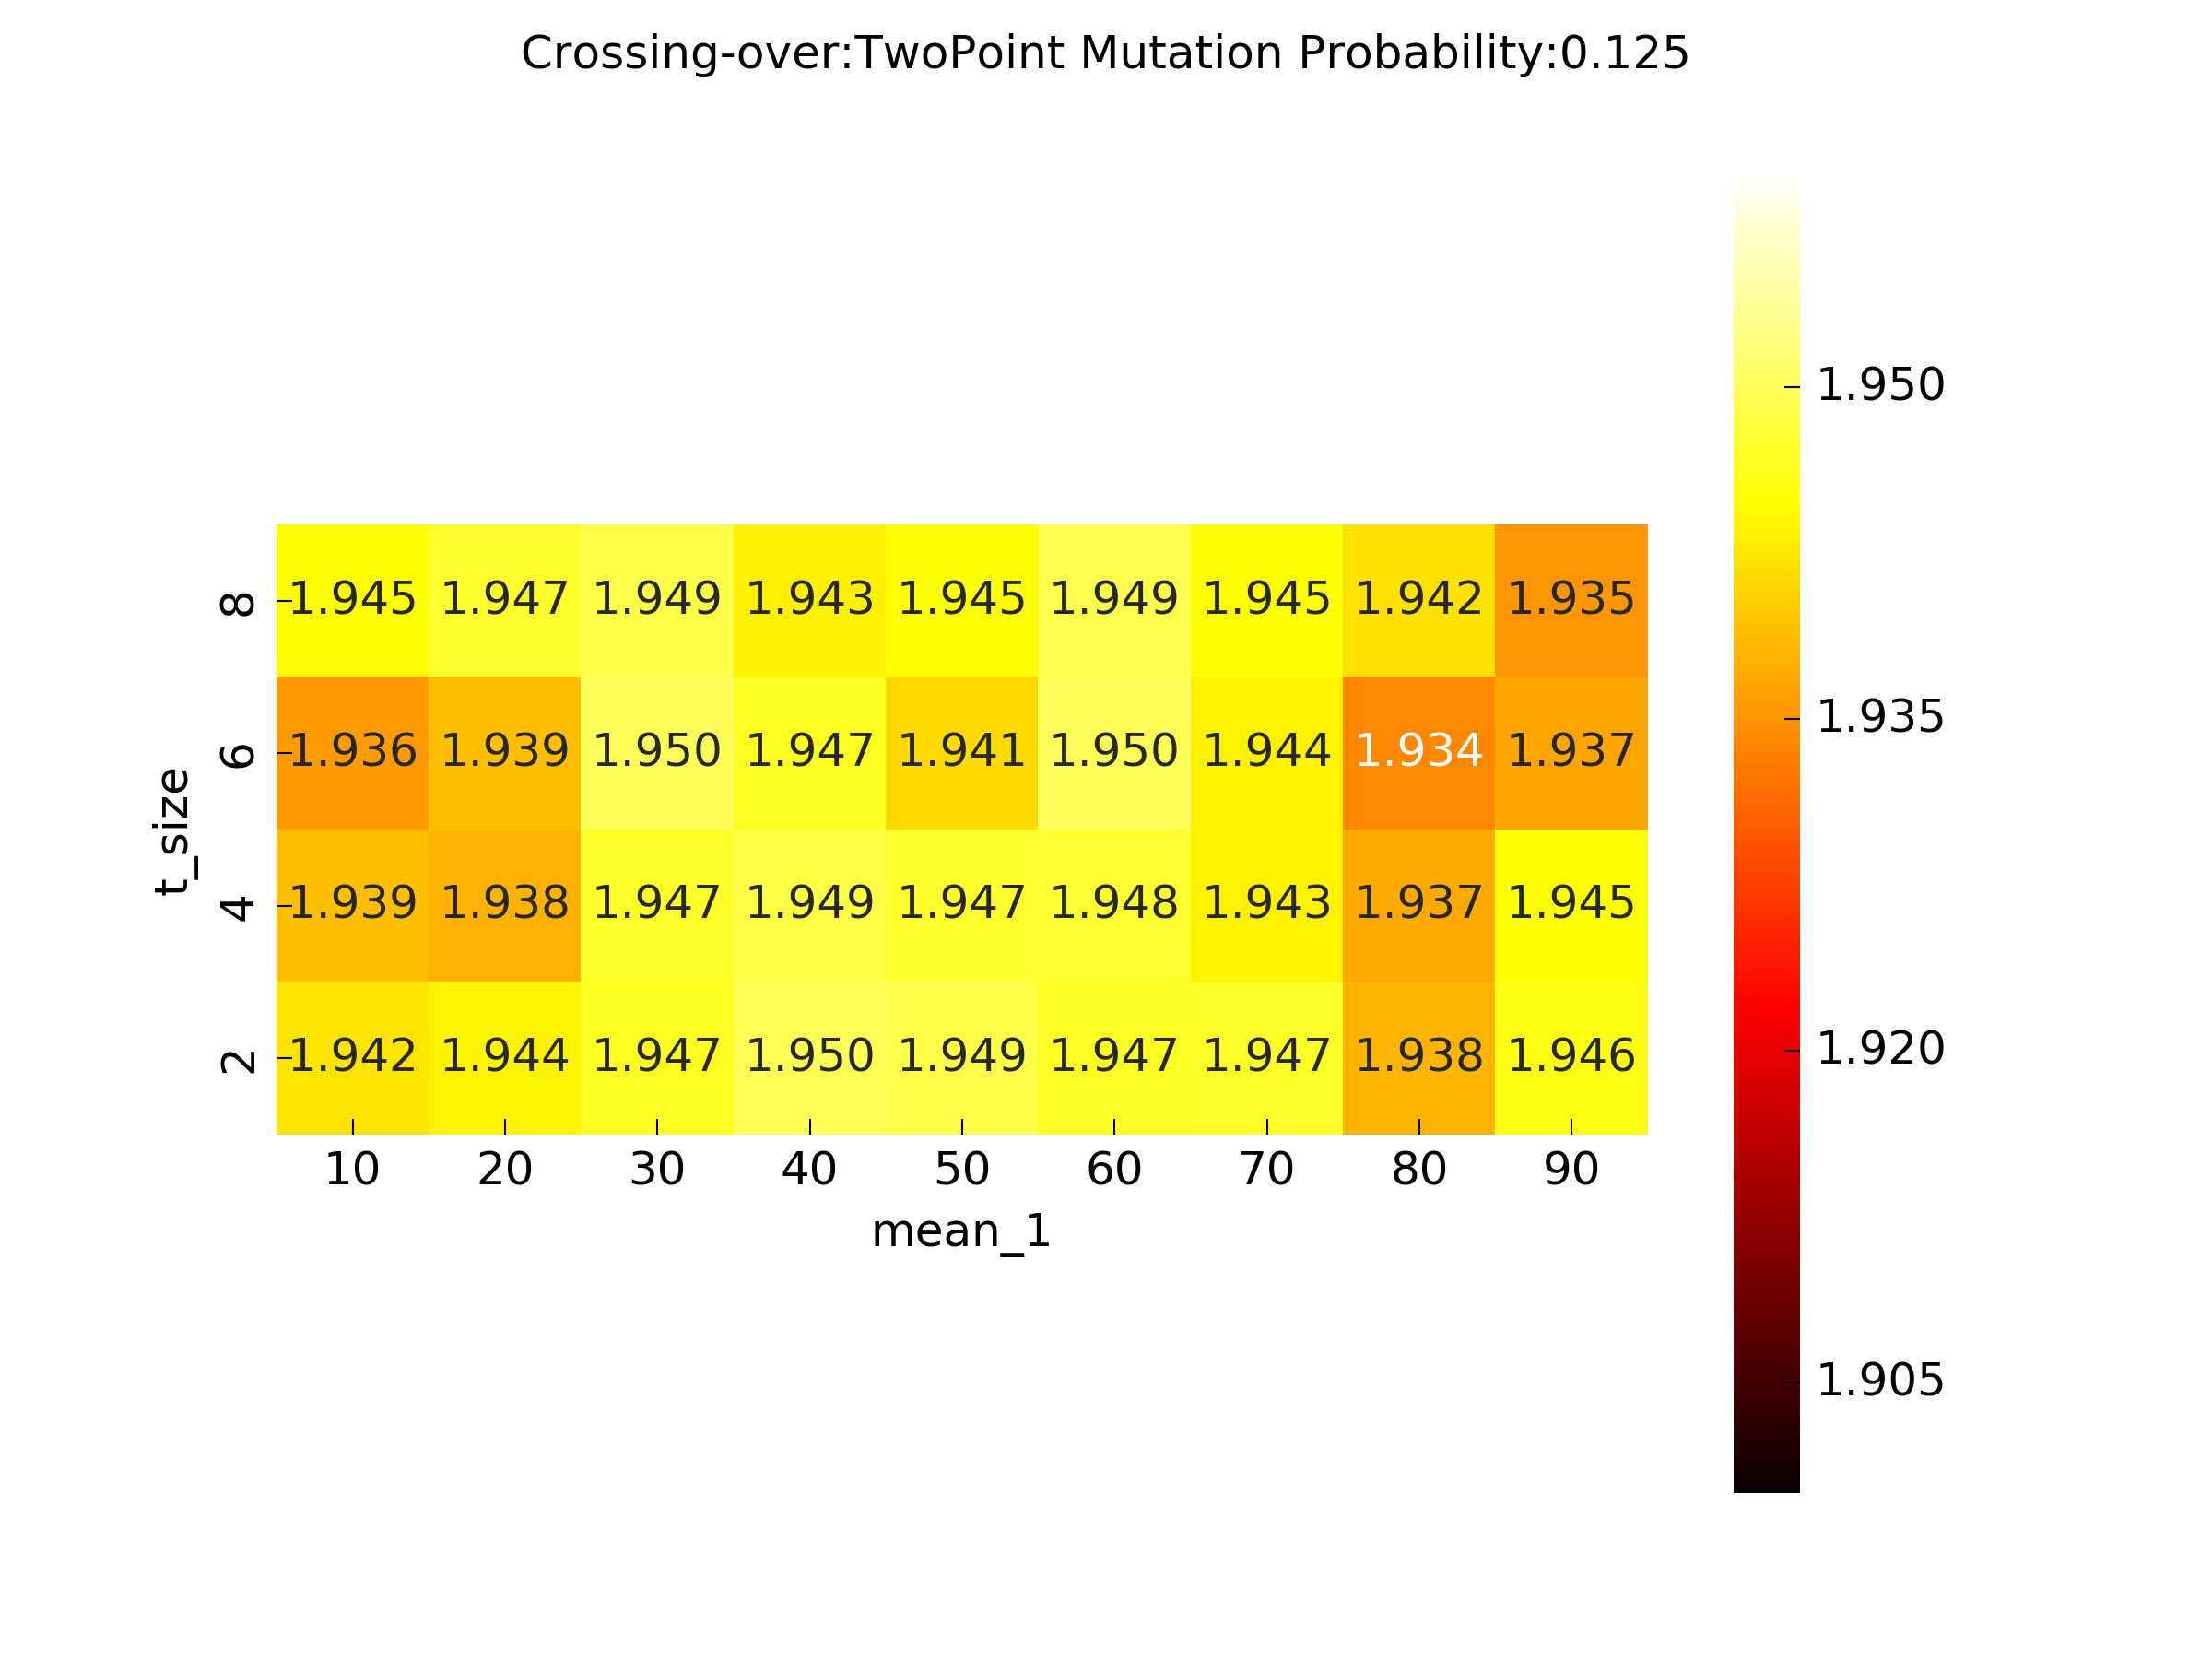 Crossing-over:TwoPoint Mutation Probability:0.125
8 1.945 1.947 1.949 1.943 1.945 1.949 1.945 1.942 1.935
6 1.936 1.939 1.950 1.947 1.941 1.950 1.944 1.934 1.937
4 1.939 1.938 1.947 1.949 1.947 1.948 1.943 1.937 1.945
2 1.942 1.944 1.947 1.950 1.949 1.947 1.947 1.938 1.946
10 20 30 40 50 60 70 80 90
mean_1
t_size
1.950
1.935
1.920
1.905